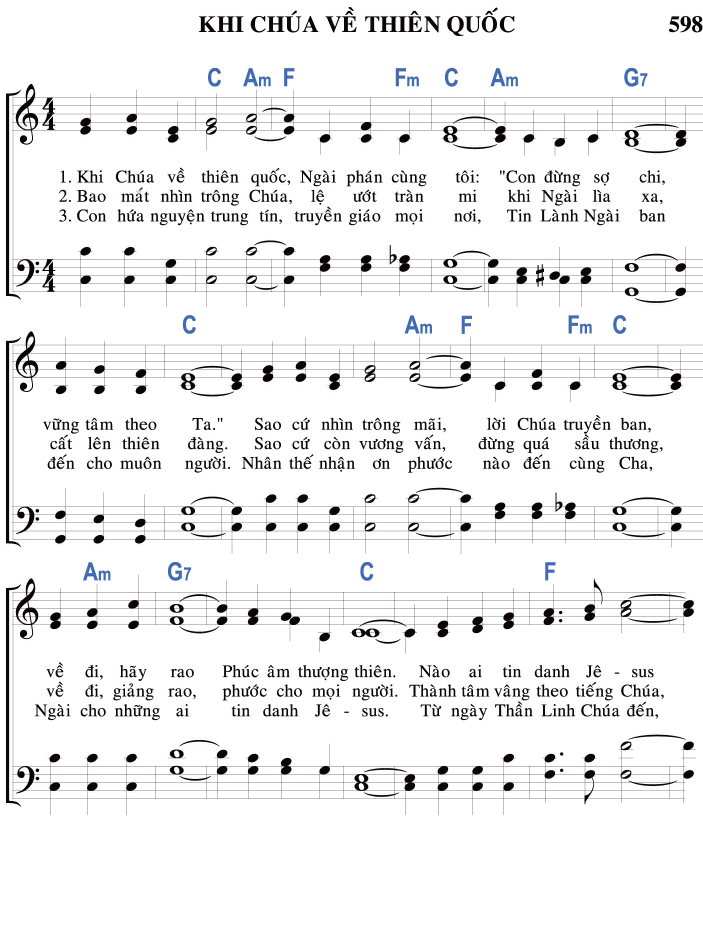 KHI CHÚA VỀ THIÊN QUỐC 598
C Am F Fm C Am G7
4 4
1. Khi Chúa về thiên quốc, Ngài phán cùng tôi: "Con đừng sợ chi,
2. Bao mắt nhìn trông Chúa, lệ ướt tràn mi khi Ngài lìa xa,
3. Con hứa nguyện trung tín, truyền giáo mọi nơi, Tin Lành Ngài ban
4 4
C Am F Fm C
vững tâm theo Ta." Sao cứ nhìn trông mãi, lời Chúa truyền ban,
cất lên thiên đàng. Sao cứ còn vương vấn, đừng quá sầu thương,
đến cho muôn người. Nhân thế nhận ơn phước nào đến cùng Cha,
Am G7 C F
về đi, hãy rao Phúc âm thượng thiên. Nào ai tin danh Jê - sus
về đi, giảng rao, phước cho mọi người. Thành tâm vâng theo tiếng Chúa,
Ngài cho những ai tin danh Jê - sus. Từ ngày Thần Linh Chúa đến,